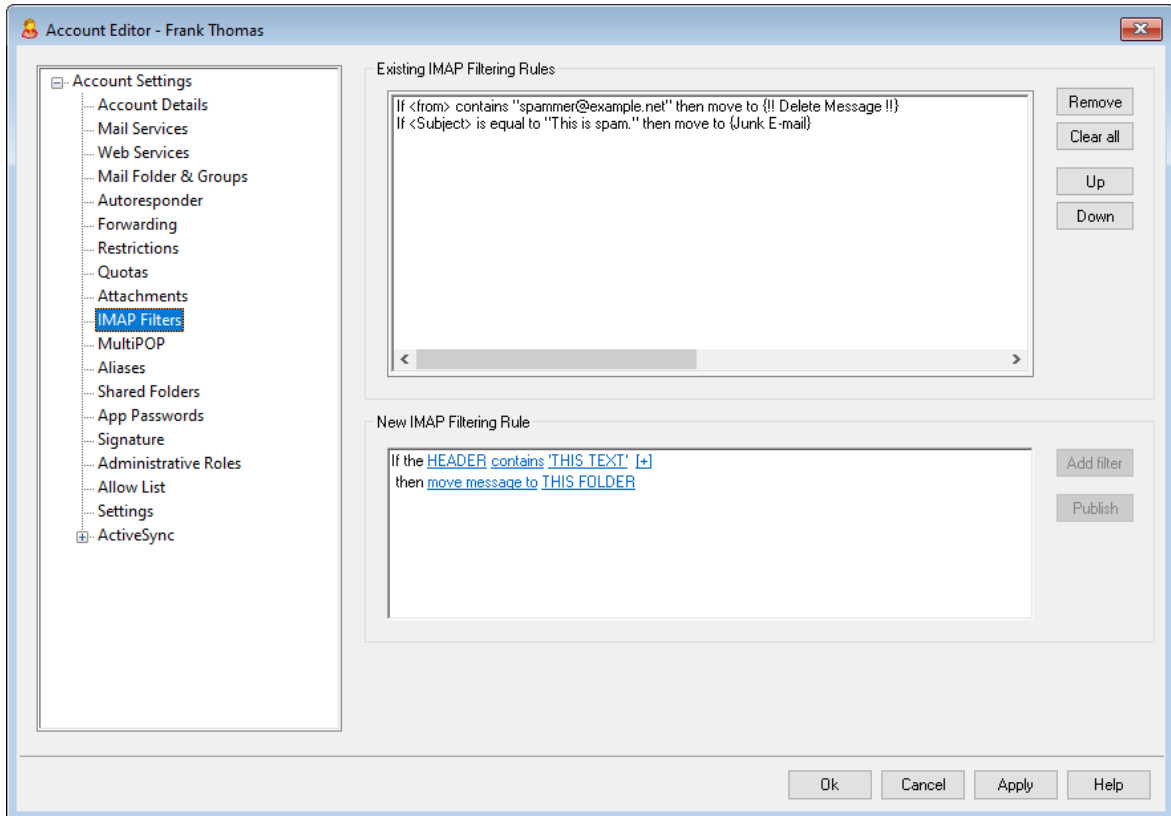 Account Editor - Frank Thomas
Account Settings
Account Details
Mail Services
Web Services
Mail Folder & Groups
Autoresponder
Forwarding
Restrictions
Quotas
Attachments
IMAP Filters
MultiPOP
Aliases
Shared Folders
App Passwords
Signature
Administrative Roles
Allow List
Settings
ActiveSync
Existing IMAP Filtering Rules
If <from> contains "spammer@example.net" then move to {!! Delete Message !!}
If <Subject> is equal to "This is spam." then move to {Junk E-mail}
Remove
Clear all
Up
Down
New IMAP Filtering Rule
If the HEADER contains 'THIS TEXT' [+]
then move message to THIS FOLDER
Add filter
Publish
Ok
Cancel
Apply
Help